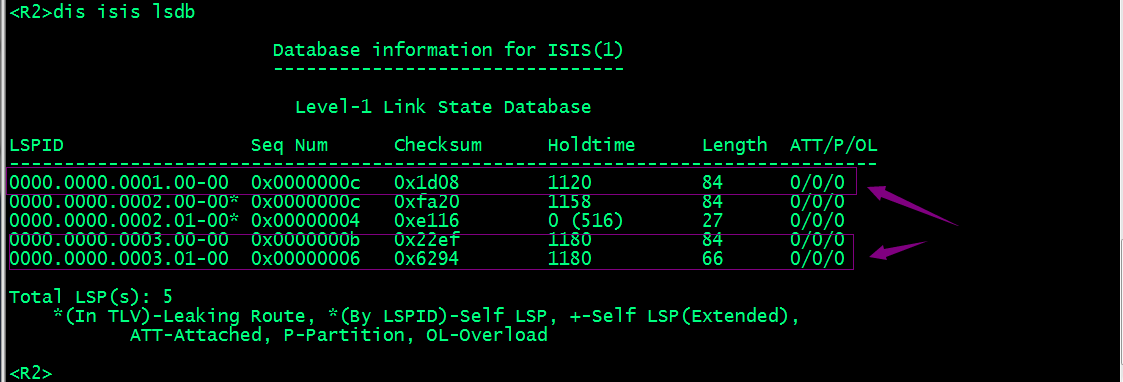 <R2>dis isis lsdb
Database information for ISIS(1)
--------------------------------
Level-1 Link State Database
LSPID Seq Num Checksum Holdtime Length ATT/P/OL
-------------------------------------------------------------------------------
0000.0000.0001.00-00 0x0000000c 0x1d08 1120 84 0/0/0
0000.0000.0002.00-00* 0x0000000c 0xfa20 1158 84 0/0/0
0000.0000.0002.01-00* 0x00000004 0xe116 0 (516) 27 0/0/0
0000.0000.0003.00-00 0x0000000b 0x22ef 1180 84 0/0/0
0000.0000.0003.01-00 0x00000006 0x6294 1180 66 0/0/0
Total LSP(s): 5
*(In TLV)-Leaking Route, *(By LSPID)-Self LSP, +-Self LSP(Extended),
ATT-Attached, P-Partition, OL-Overload
<R2>